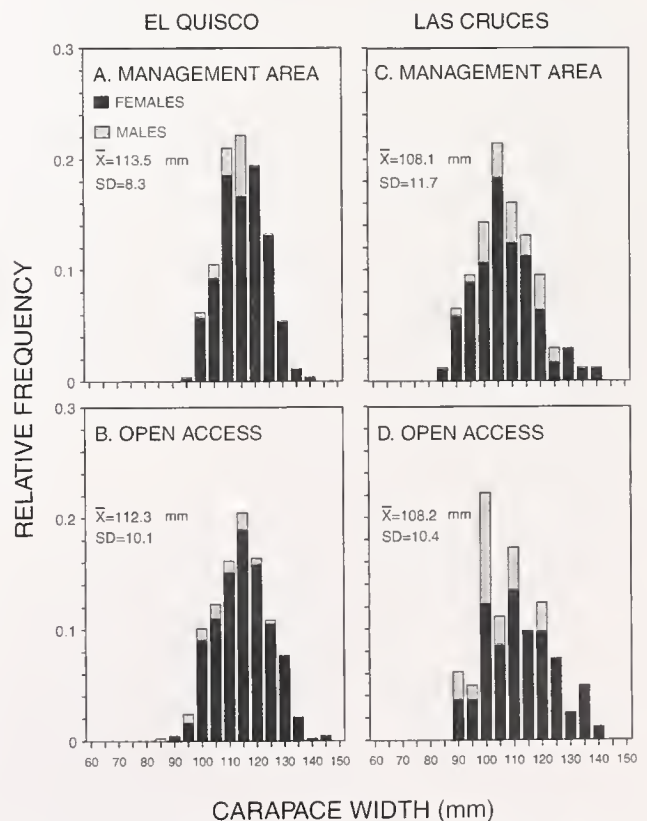 EL QUISCO
LAS CRUCES
RELATIVE FREQUENCY
0.3
0.2
0.1
0
A. MANAGEMENT AREA
FEMALES
MALES
X̅=113.5 mm
SD=8.3
C. MANAGEMENT AREA
X̅=108.1 mm
SD=11.7
0.3
0.2
0.1
0
B. OPEN ACCESS
X̅=112.3 mm
SD=10.1
D. OPEN ACCESS
X̅=108.2 mm
SD=10.4
60 70 80 90 100 110 120 130 140 150
60 70 80 90 100 110 120 130 140 150
CARAPACE WIDTH (mm)